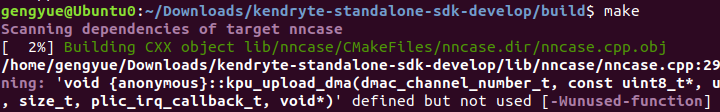 gengyue@Ubuntu0:~/Downloads/kendryte-standalone-sdk-develop/build$ make
Scanning dependencies of target nncase
[  2%] Building CXX object lib/nncase/CMakeFiles/nncase.dir/nncase.cpp.obj
/home/gengyue/Downloads/kendryte-standalone-sdk-develop/lib/nncase/nncase.cpp:29
ning: 'void {anonymous}::kpu_upload_dma(dmac_channel_number_t, const uint8_t*, u
, size_t, plic_irq_callback_t, void*)' defined but not used [-Wunused-function]